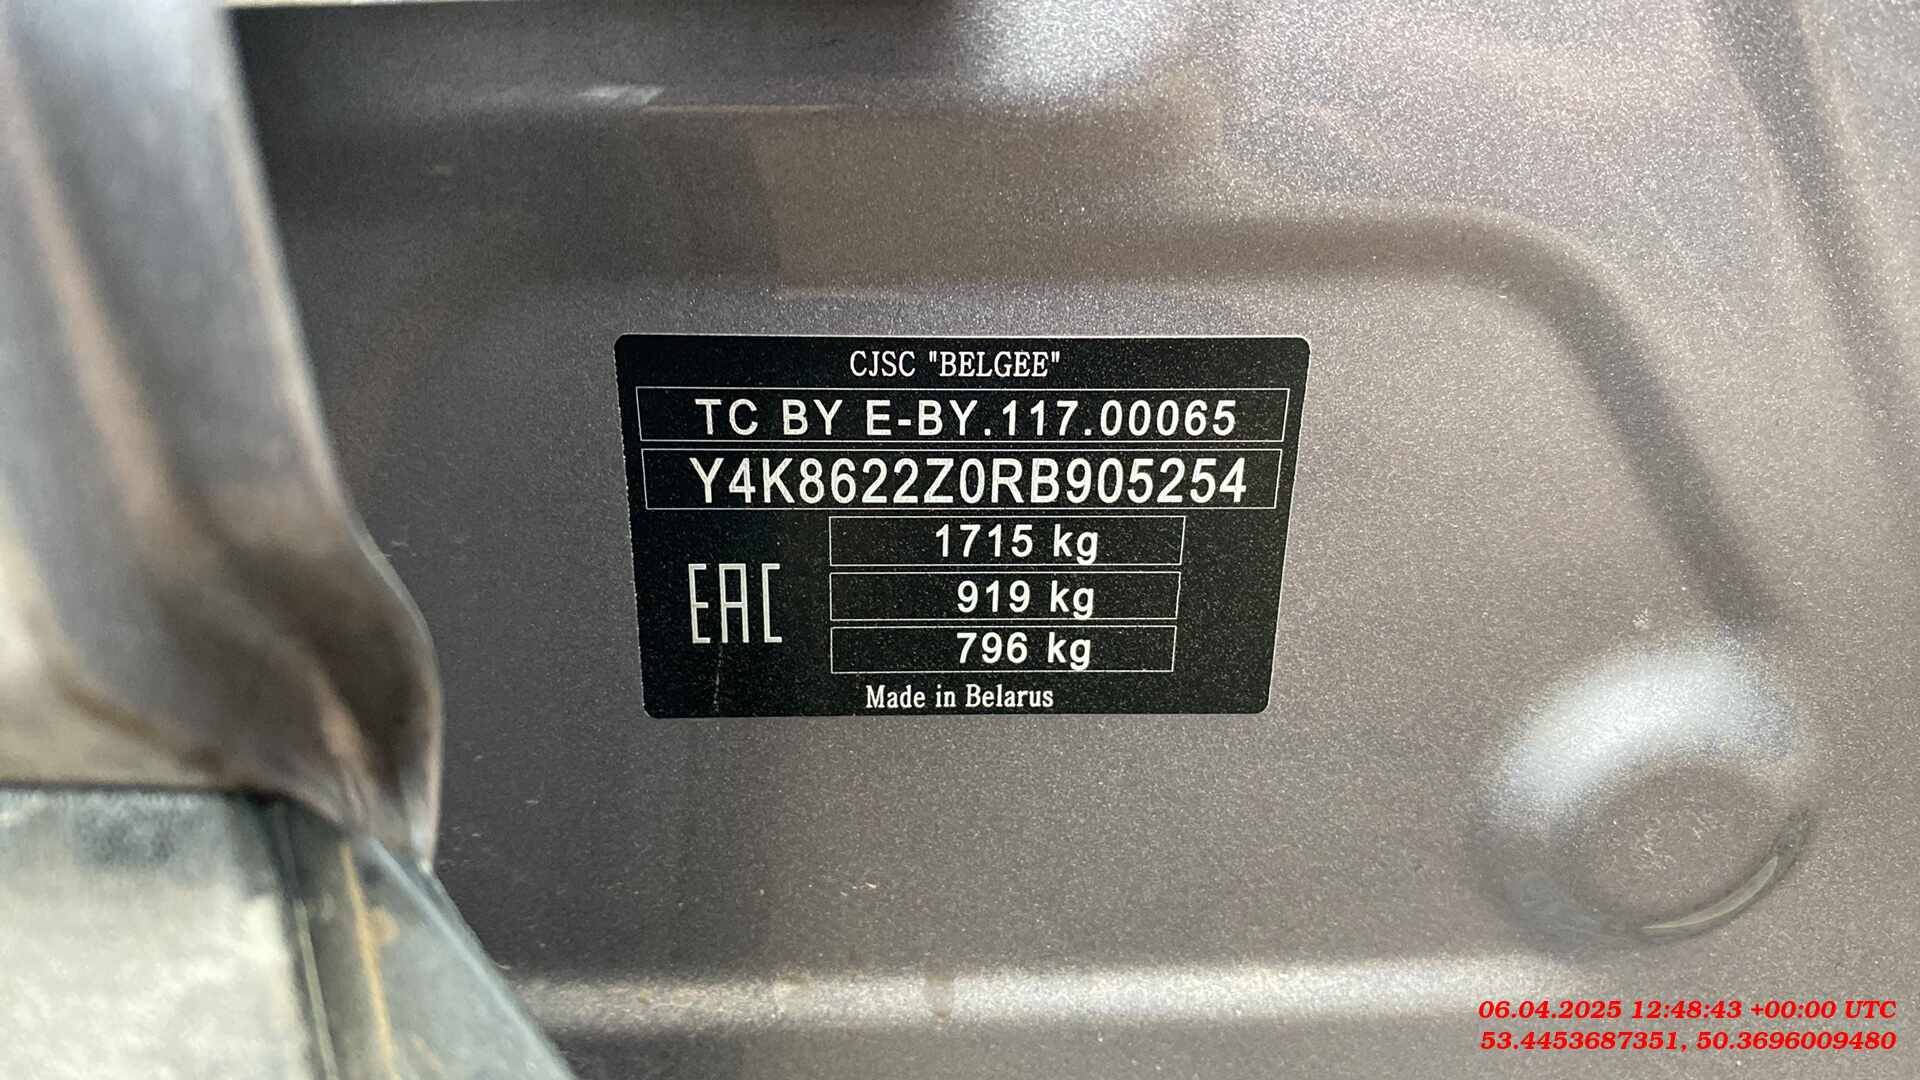 CJSC "BELGEE"
TC BY E-BY.117.00065
Y4K8622Z0RB905254
1715 kg
EAC
919 kg
796 kg
Made in Belarus
06.04.2025 12:48:43 +00:00 UTC
53.4453687351, 50.3696009480